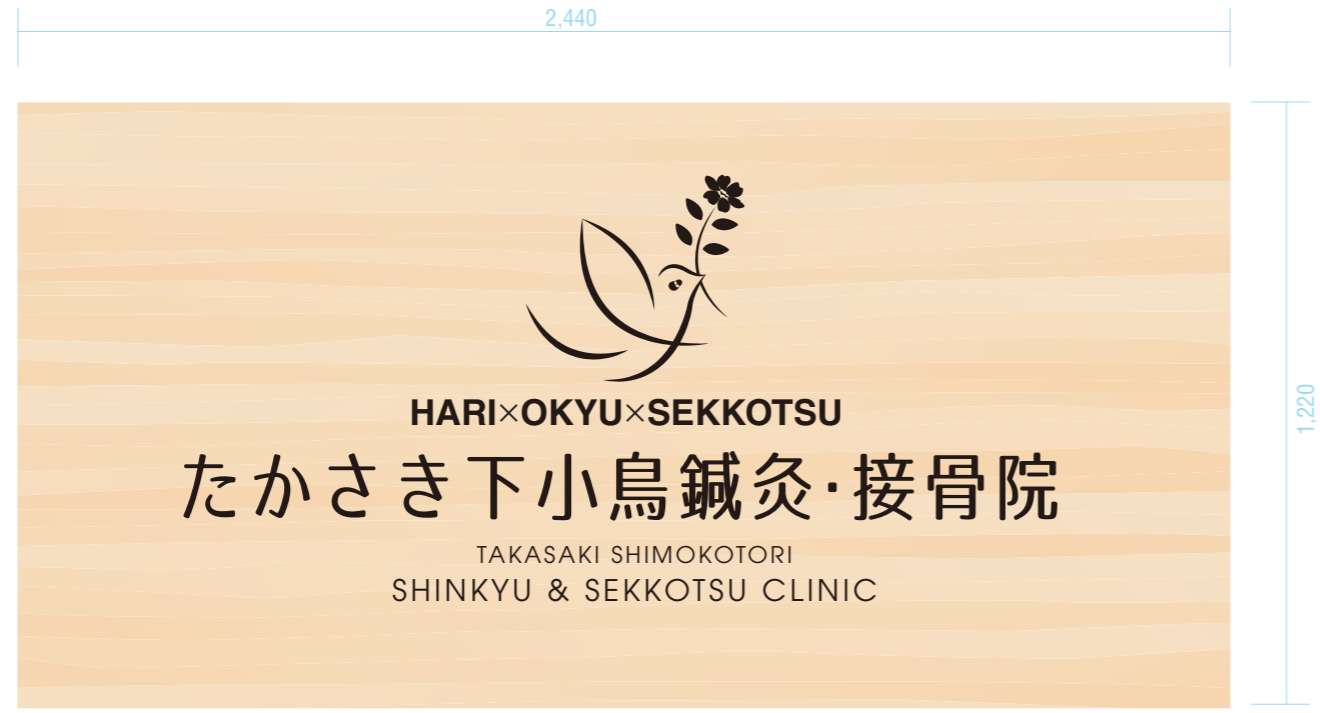 2,440
HARI×OKYU×SEKKOTSU
たかさき下小鳥鍼灸・接骨院
TAKASAKI SHIMOKOTORI
SHINKYU & SEKKOTSU CLINIC
1,220